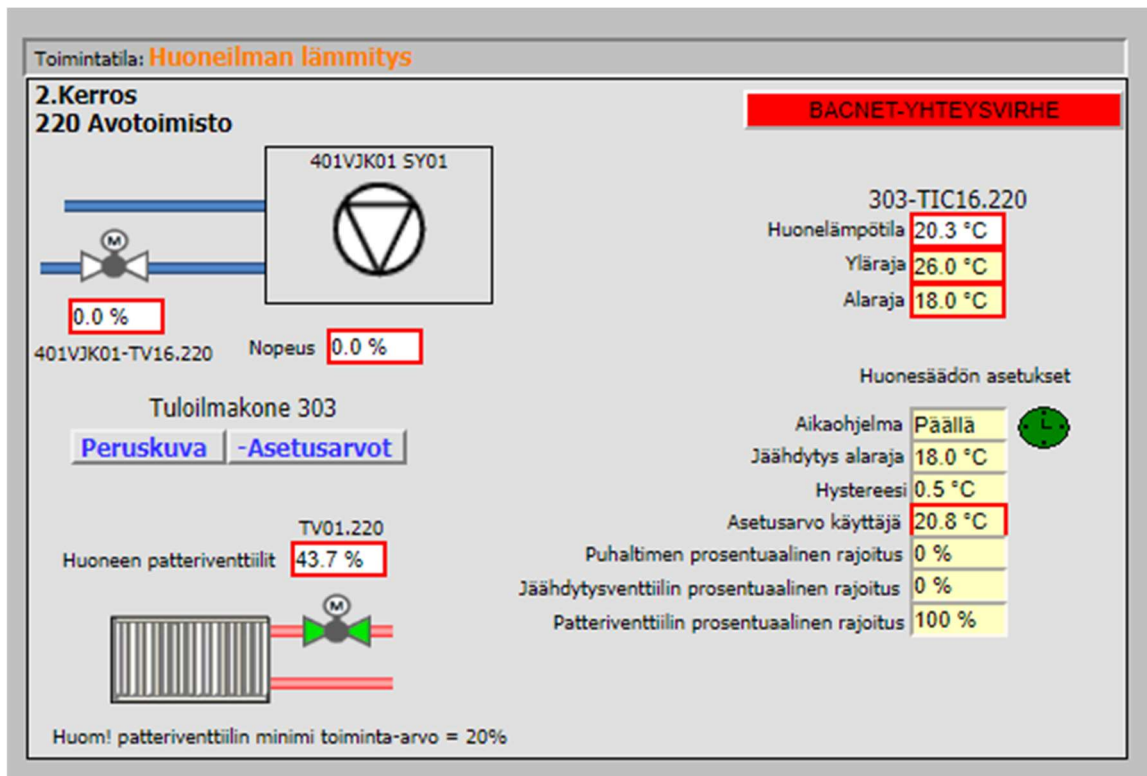 Toimintatila: Huoneilman lämmitys
2.Kerros
220 Avotoimisto
BACNET-YHTEYSVIRHE
401VJK01 SY01
M
0.0 %
401VJK01-TV16.220
Nopeus 0.0 %
303-TIC16.220
Huonelämpötila 20.3 °C
Yläraja 26.0 °C
Alaraja 18.0 °C
Tuloilmakone 303
Peruskuva -Asetusarvot
Huonesäädön asetukset
Aikaohjelma Päällä
Jäähdytys alaraja 18.0 °C
Hystereesi 0.5 °C
Asetusarvo käyttäjä 20.8 °C
Puhaltimen prosentuaalinen rajoitus 0 %
Jäähdytysventtiilin prosentuaalinen rajoitus 0 %
Patteriventtiilin prosentuaalinen rajoitus 100 %
TV01.220
Huoneen patteriventtiilit 43.7 %
M
Huom! patteriventtiilin minimi toiminta-arvo = 20%